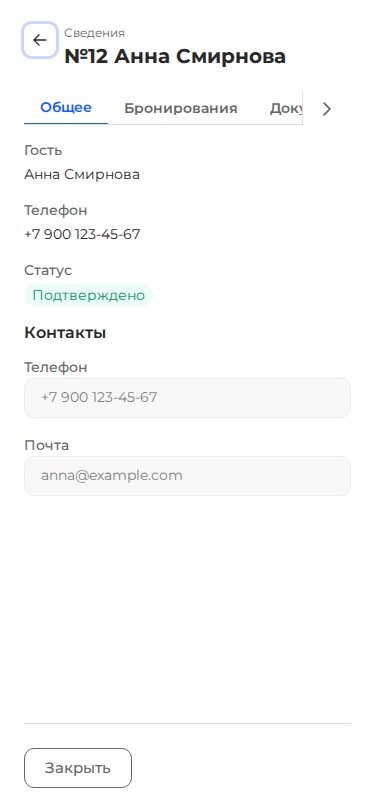 Сведения
№12 Анна Смирнова
Общее Бронирования Доку
Гость
Анна Смирнова
Телефон
+7 900 123-45-67
Статус
Подтверждено
Контакты
Телефон
+7 900 123-45-67
Почта
anna@example.com
Закрыть